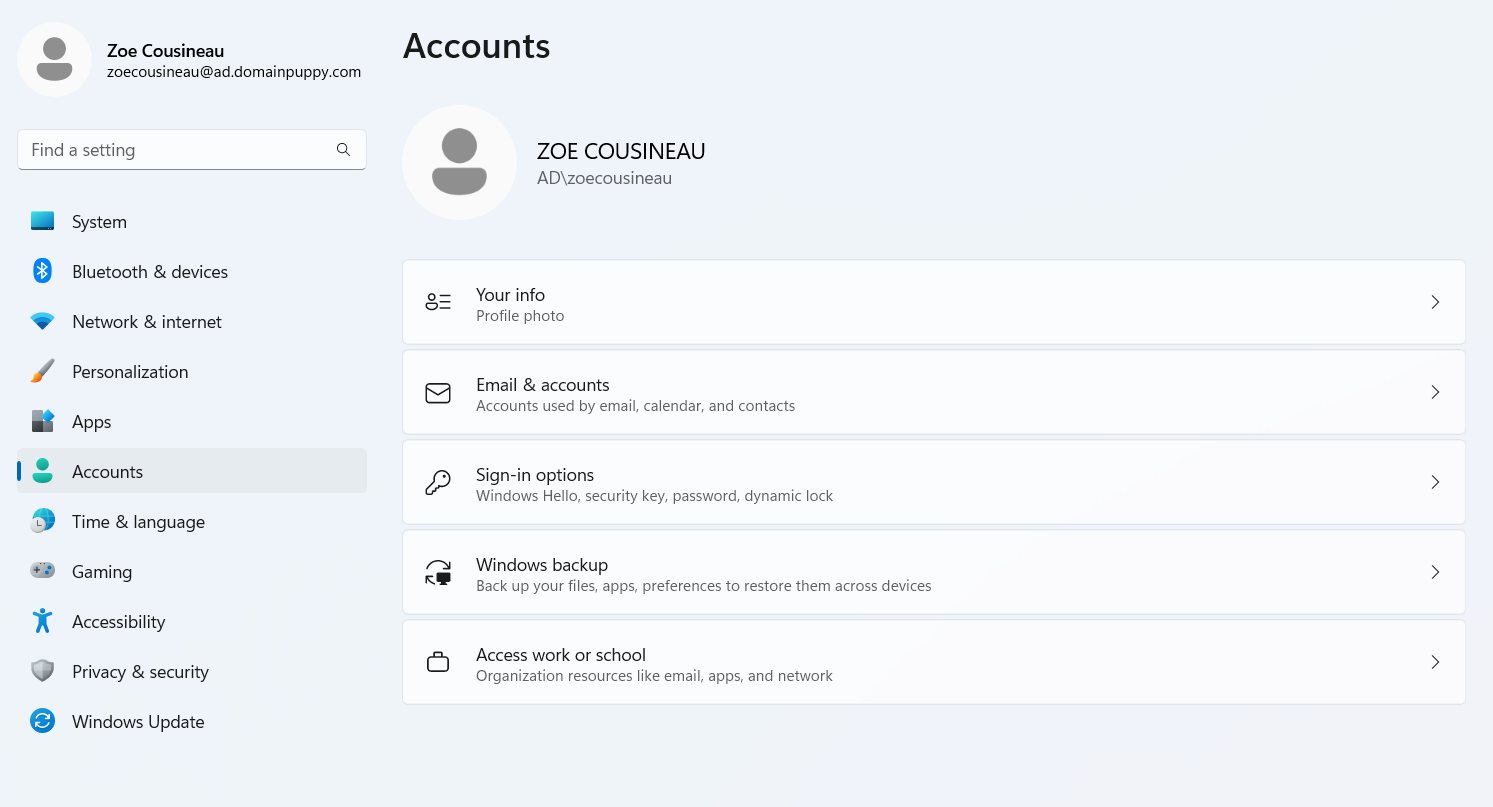 Zoe Cousineau
zoecousineau@ad.domainpuppy.com
Find a setting
System
Bluetooth & devices
Network & internet
Personalization
Apps
Accounts
Time & language
Gaming
Accessibility
Privacy & security
Windows Update
Accounts
ZOE COUSINEAU
AD\zoecousineau
Your info
Profile photo
Email & accounts
Accounts used by email, calendar, and contacts
Sign-in options
Windows Hello, security key, password, dynamic lock
Windows backup
Back up your files, apps, preferences to restore them across devices
Access work or school
Organization resources like email, apps, and network